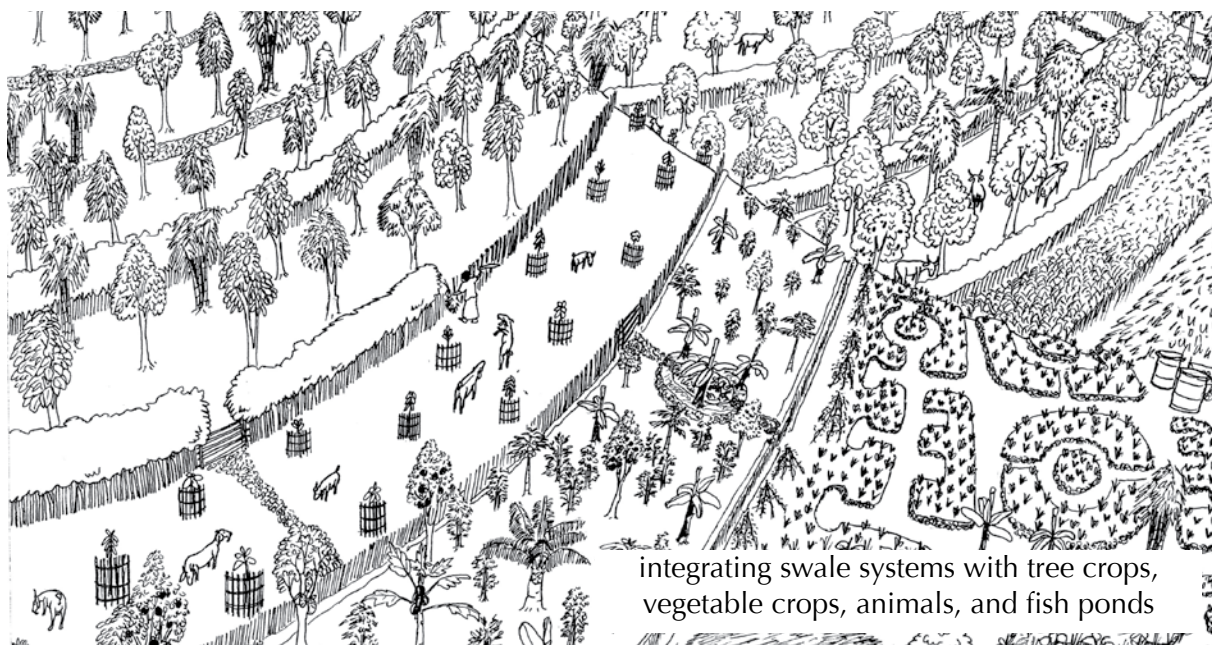 integrating swale systems with tree crops,
vegetable crops, animals, and fish ponds